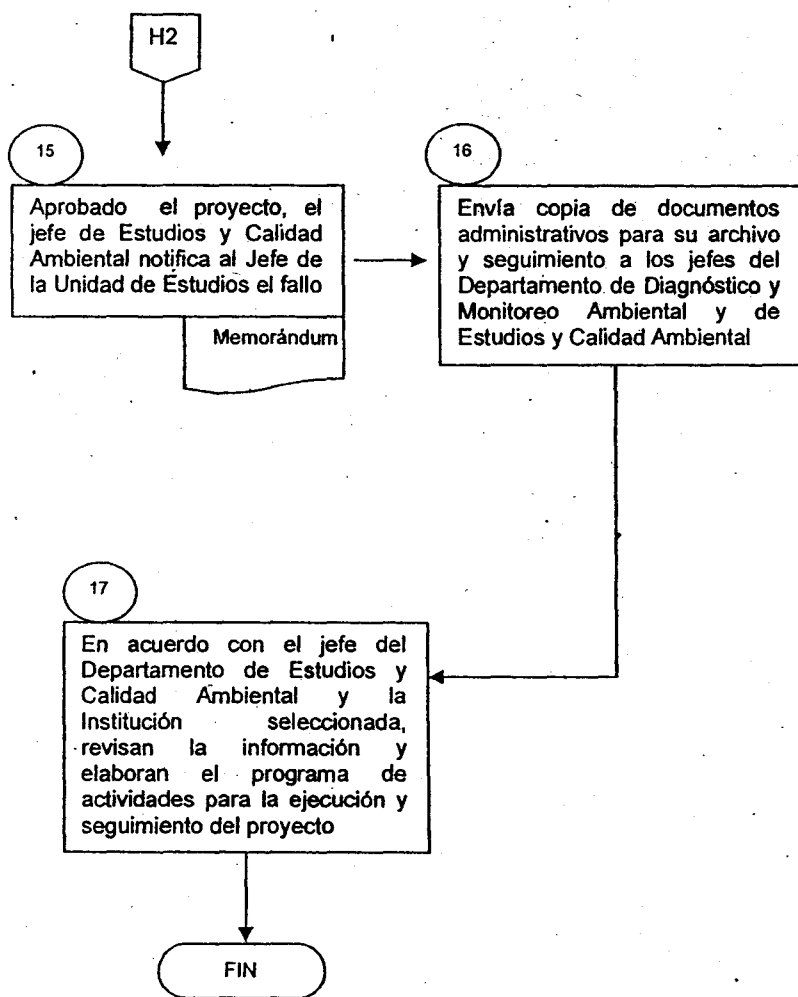 H2
15
Aprobado el proyecto, el
jefe de Estudios y Calidad
Ambiental notifica al Jefe de
la Unidad de Estudios el fallo
Memorándum
16
Envía copia de documentos
administrativos para su archivo
y seguimiento a los jefes del
Departamento de Diagnóstico y
Monitoreo Ambiental y de
Estudios y Calidad Ambiental
17
En acuerdo con el jefe del
Departamento de Estudios y
Calidad Ambiental y la
Institución seleccionada,
revisan la información y
elaboran el programa de
actividades para la ejecución y
seguimiento del proyecto
FIN